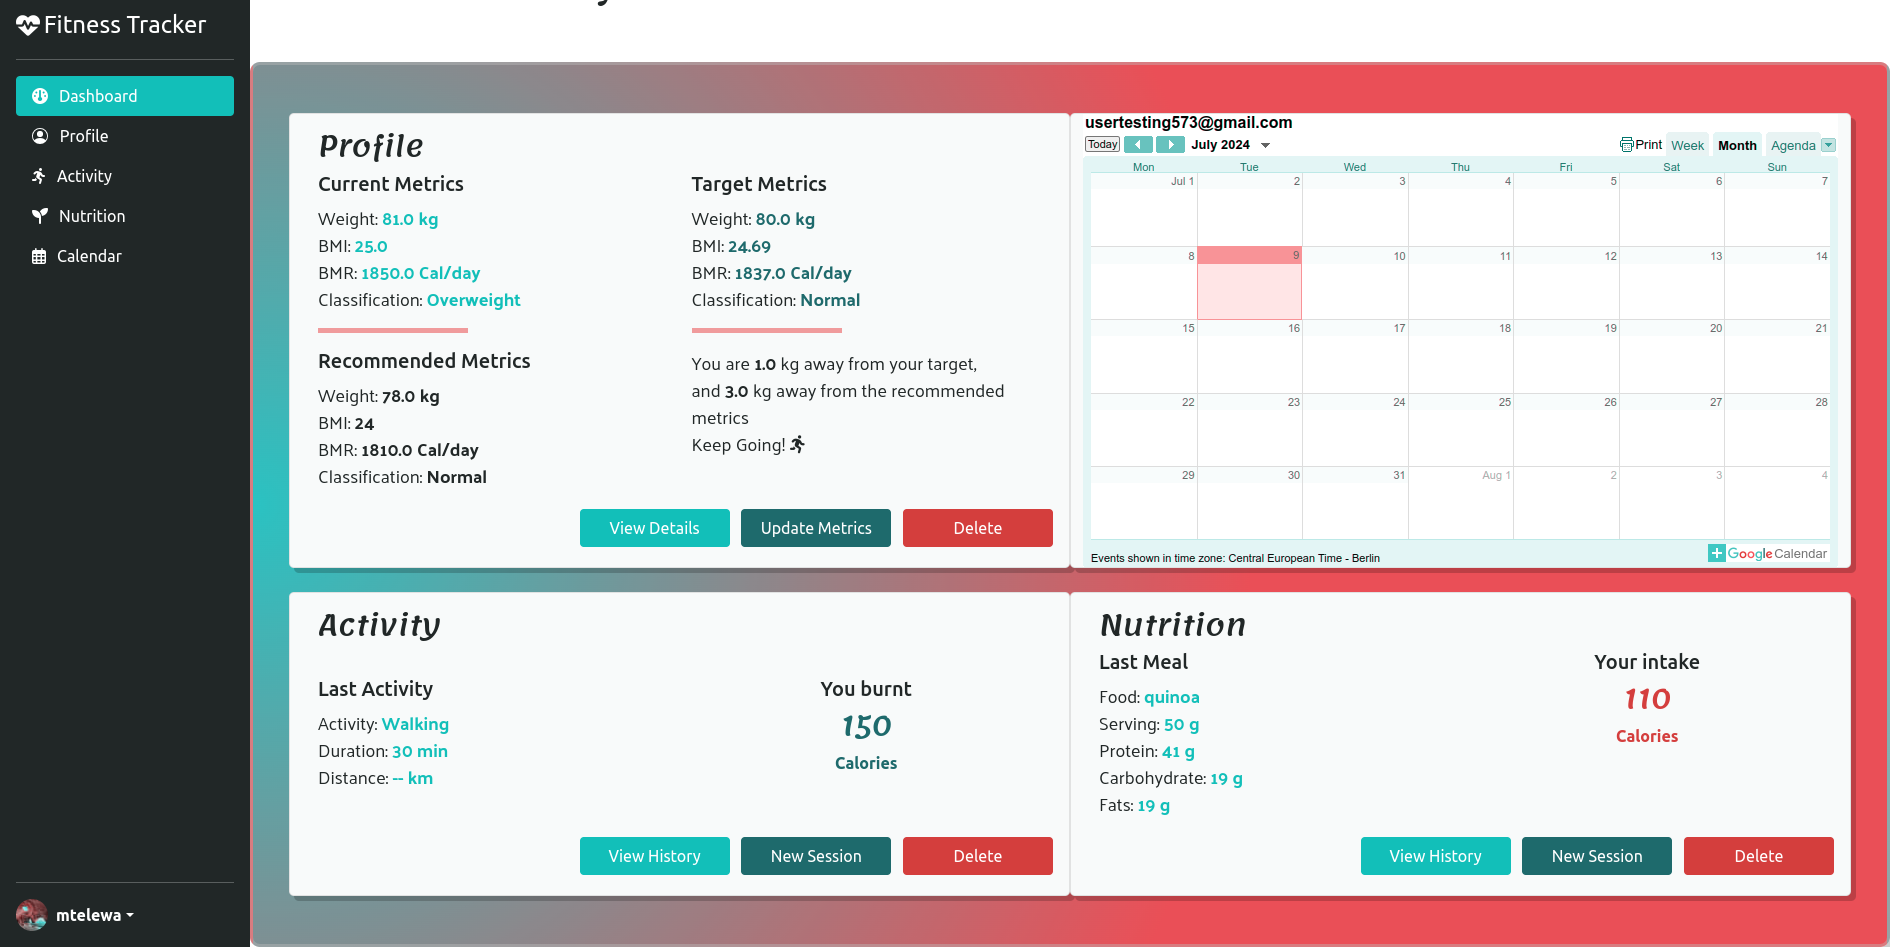 Fitness Tracker
Dashboard
Profile
Activity
Nutrition
Calendar
mtelewa
Profile
Current Metrics
Weight: 81.0 kg
BMI: 25.0
BMR: 1850.0 Cal/day
Classification: Overweight
Target Metrics
Weight: 80.0 kg
BMI: 24.69
BMR: 1837.0 Cal/day
Classification: Normal
Recommended Metrics
Weight: 78.0 kg
BMI: 24
BMR: 1810.0 Cal/day
Classification: Normal
You are 1.0 kg away from your target,
and 3.0 kg away from the recommended
metrics
Keep Going!
View Details Update Metrics Delete
usertesting573@gmail.com
Today July 2024 Print Week Month Agenda
Mon Tue Wed Thu Fri Sat Sun
Jul 1 2 3 4 5 6 7
8 9 10 11 12 13 14
15 16 17 18 19 20 21
22 23 24 25 26 27 28
29 30 31 Aug 1 2 3 4
Events shown in time zone: Central European Time - Berlin
Google Calendar
Activity
Last Activity
Activity: Walking
Duration: 30 min
Distance: -- km
You burnt
150
Calories
View History New Session Delete
Nutrition
Last Meal
Food: quinoa
Serving: 50 g
Protein: 41 g
Carbohydrate: 19 g
Fats: 19 g
Your intake
110
Calories
View History New Session Delete